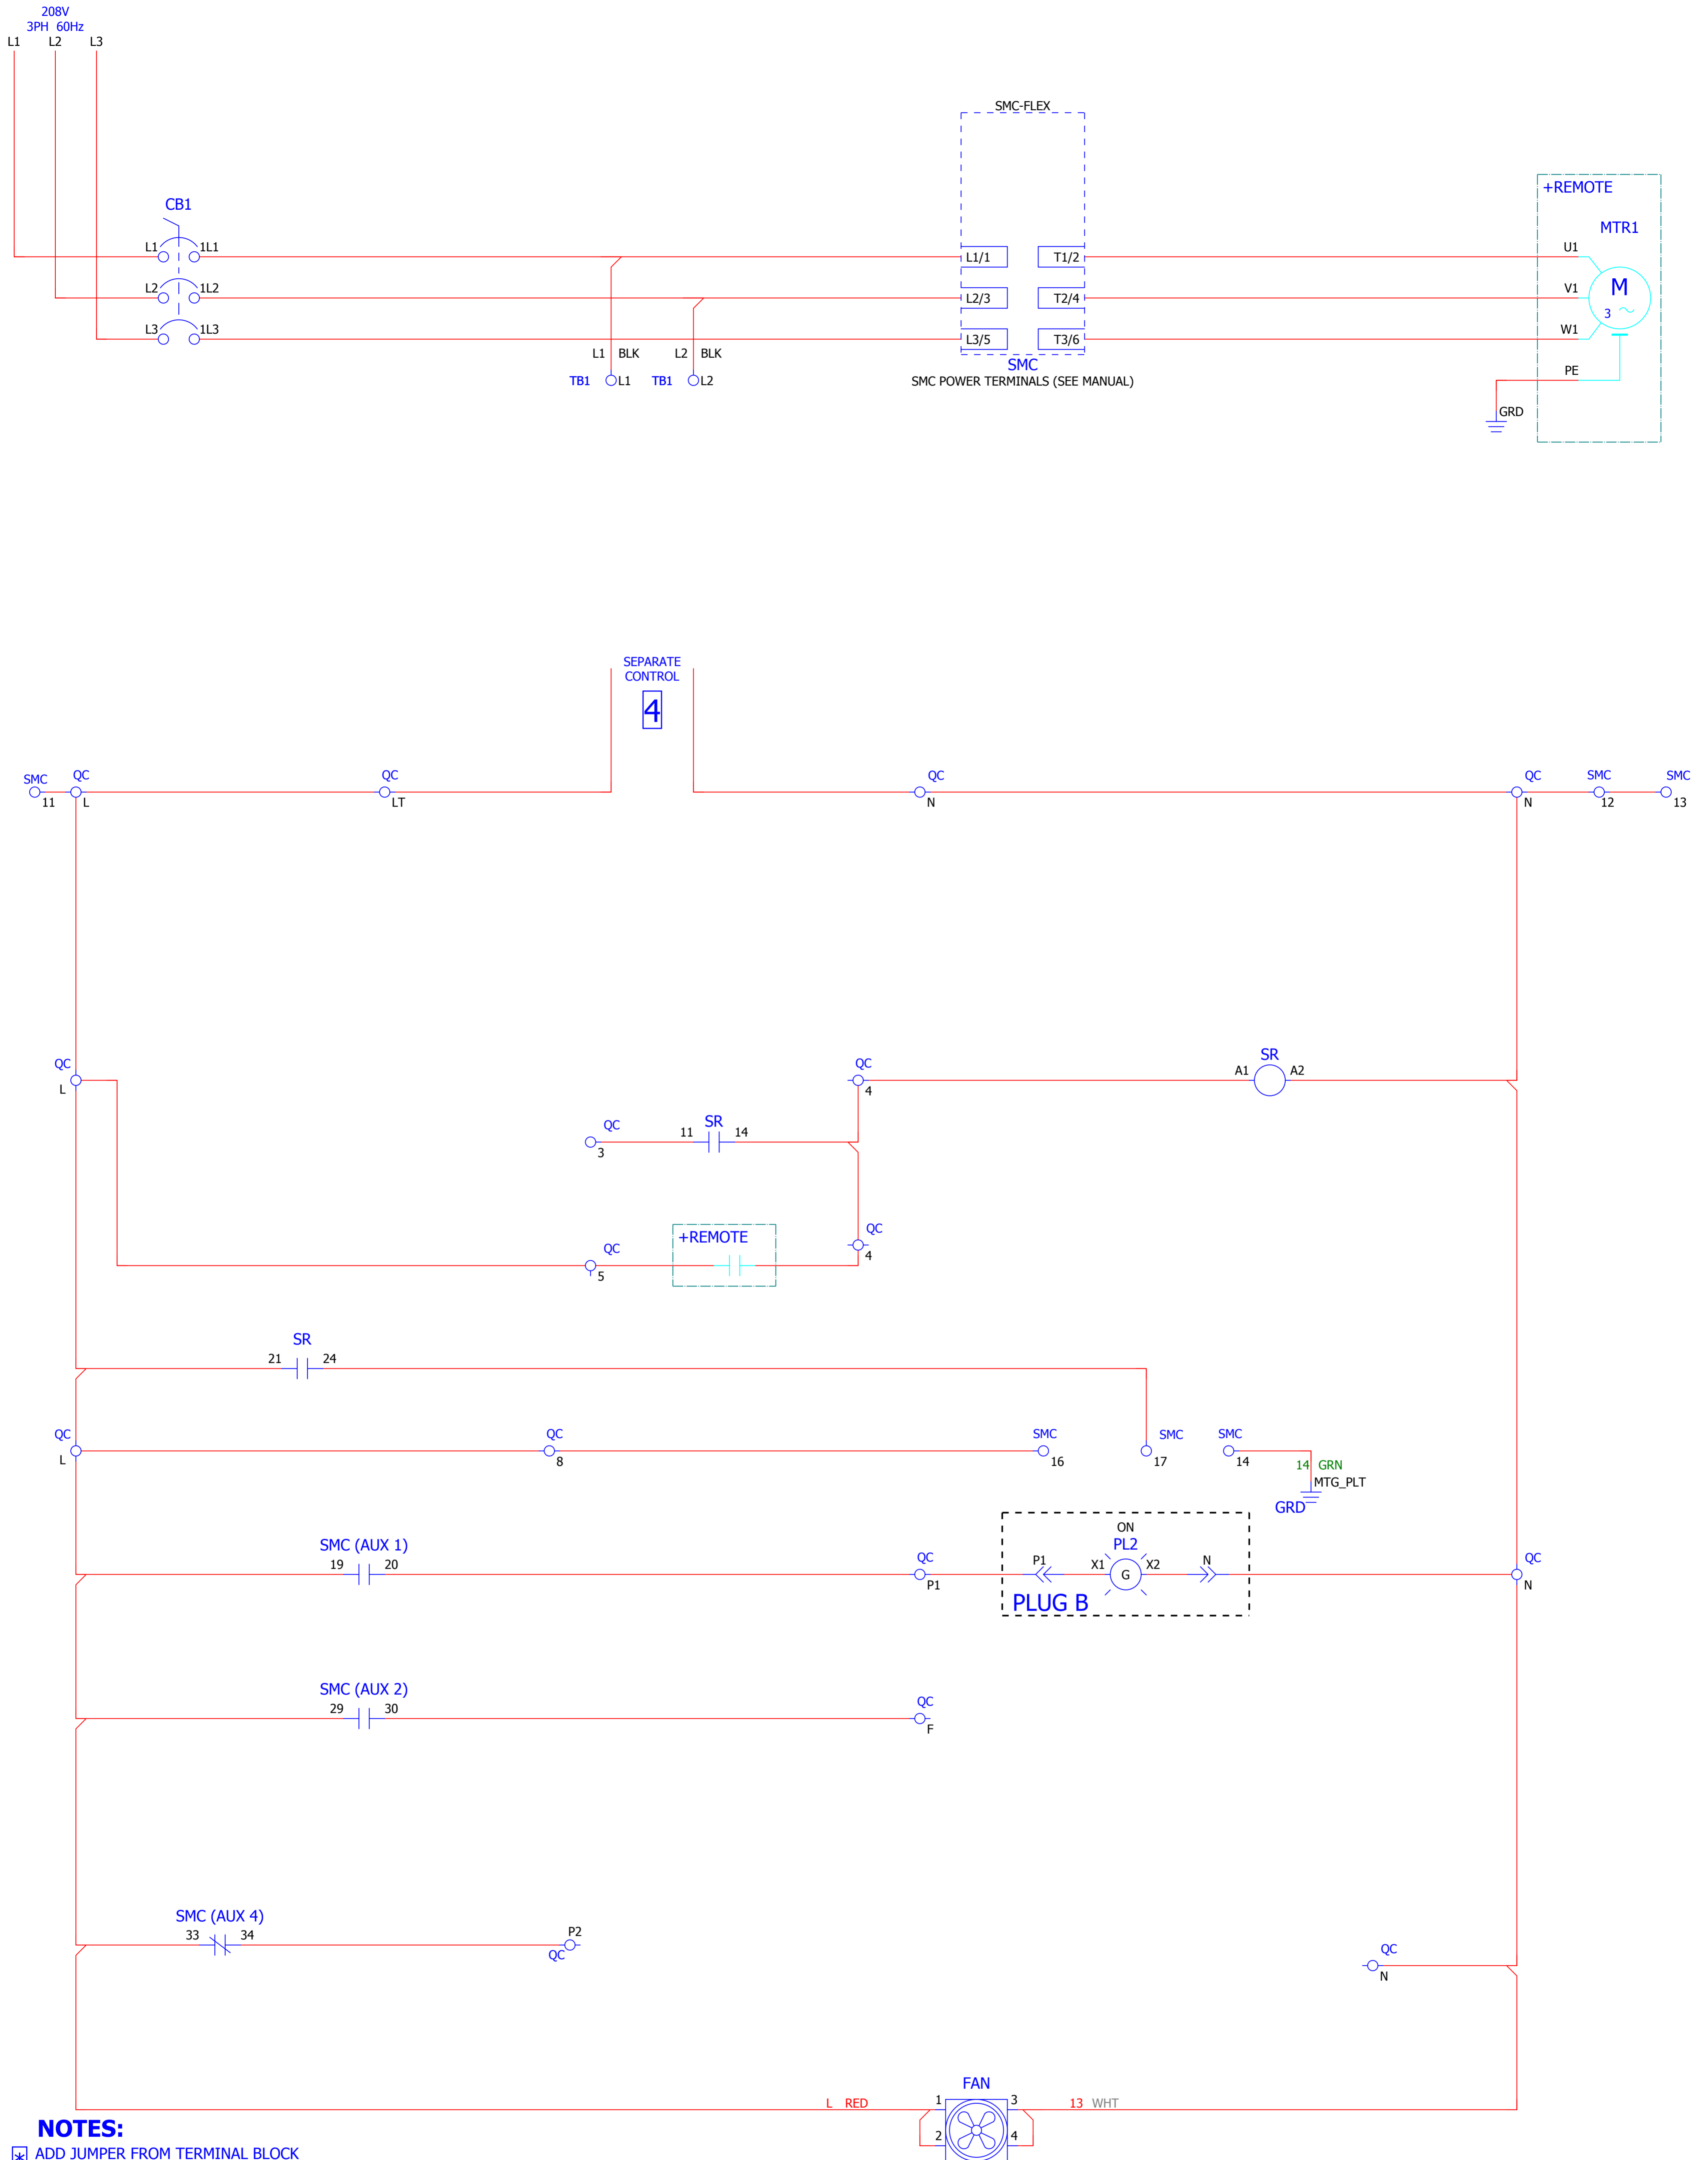 208V
3PH 60Hz
L1 L2 L3
SMC-FLEX
+REMOTE
CB1
MTR1
L1 1L1 L1/1 T1/2 U1
L2 1L2 L2/3 T2/4 V1
M
3
L3 1L3 L3/5 T3/6 W1
L1 BLK L2 BLK
SMC
PE
TB1 L1 TB1 L2
SMC POWER TERMINALS (SEE MANUAL)
GRD
SEPARATE
CONTROL
4
SMC QC QC QC QC SMC SMC
11 L LT N N 12 13
QC QC SR
A1 A2
L 4
QC SR
11 14
3
QC +REMOTE QC
5 4
SR
21 24
QC QC SMC SMC SMC
L 8 16 17 14
14 GRN
MTG_PLT
GRD
ON
SMC (AUX 1) PL2
19 20 QC P1 X1 G X2 N QC
P1 N
PLUG B
SMC (AUX 2)
29 30 QC
F
SMC (AUX 4)
33 34 P2
QC QC
N
FAN
L RED 1 3 13 WHT
NOTES:
2 4
* ADD JUMPER FROM TERMINAL BLOCK